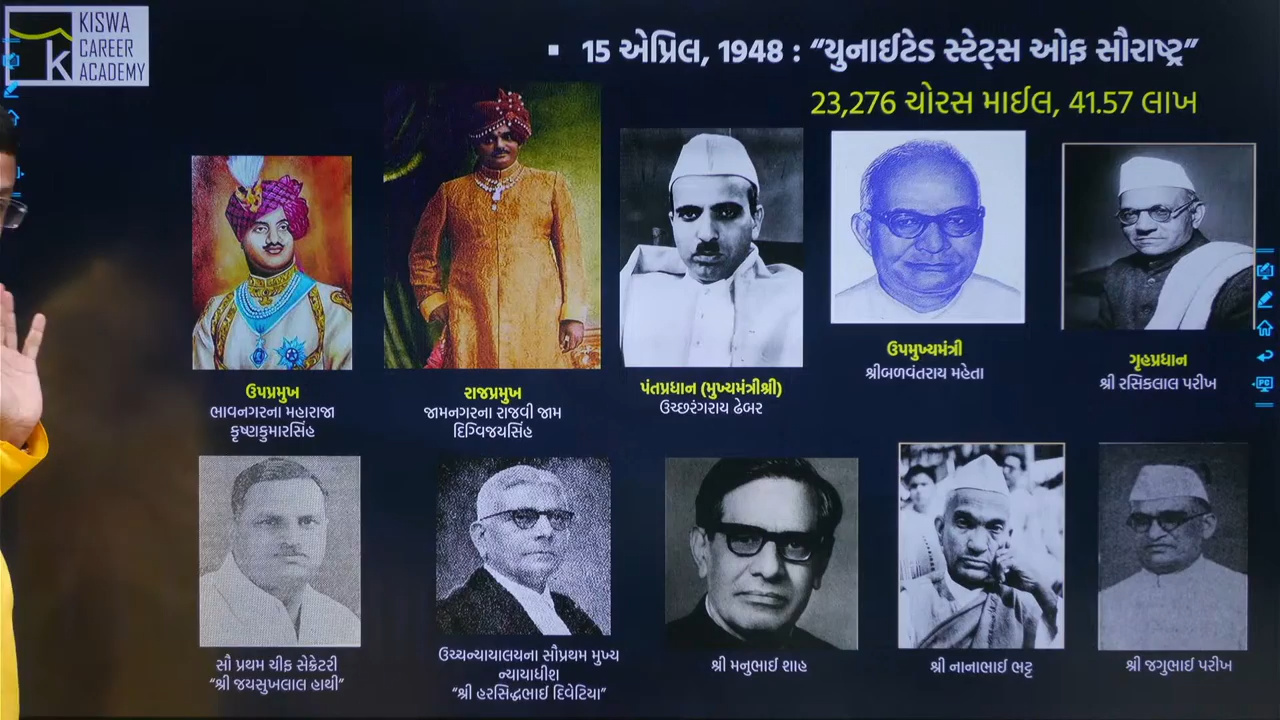 KISWA
CAREER
ACADEMY
▪ 15 એપ્રિલ, 1948 : “યુનાઈટેડ સ્ટેટ્સ ઓફ સૌરાષ્ટ્ર”
23,276 ચોરસ માઈલ, 41.57 લાખ
ઉપપ્રમુખ
ભાવનગરના મહારાજા
કૃષ્ણકુમારસિંહ
રાજપ્રમુખ
જામનગરના રાજવી જામ
દિગ્વિજયસિંહ
પંતપ્રધાન (મુખ્યમંત્રીશ્રી)
ઉચ્છરંગરાય ઢેબર
ઉપમુખ્યમંત્રી
શ્રીબળવંતરાય મહેતા
ગૃહપ્રધાન
શ્રી રસિકલાલ પરીખ
સૌ પ્રથમ ચીફ સેક્રેટરી
“શ્રી જયસુખલાલ હાથી”
ઉચ્ચન્યાયાલયના સૌપ્રથમ મુખ્ય
ન્યાયાધીશ
“શ્રી હરસિદ્ધભાઈ દિવેટિયા”
શ્રી મનુભાઈ શાહ
શ્રી નાનાભાઈ ભટ્ટ
શ્રી જગુભાઈ પરીખ
PC